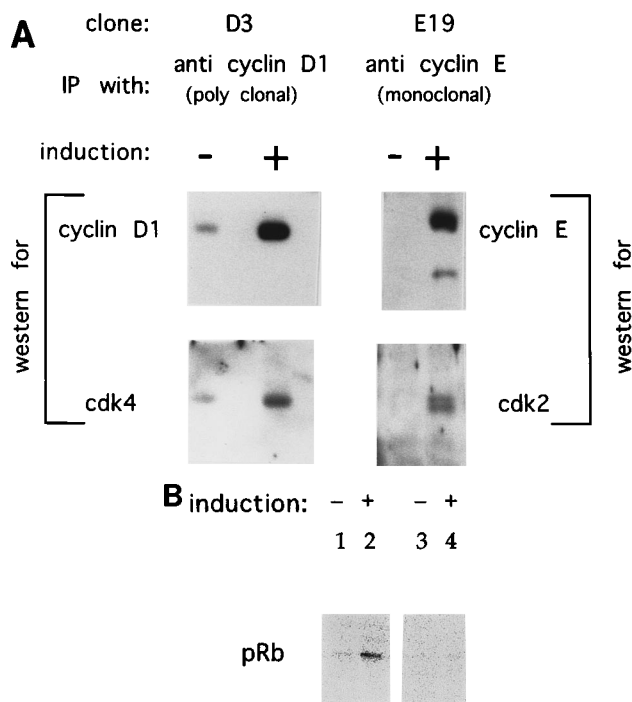 A
clone: D3 E19
IP with: anti cyclin D1 (poly clonal) anti cyclin E (monoclonal)
induction: - + - +
western for
cyclin D1
cyclin E
western for
cdk4
cdk2
B induction: - + - +
1 2 3 4
pRb